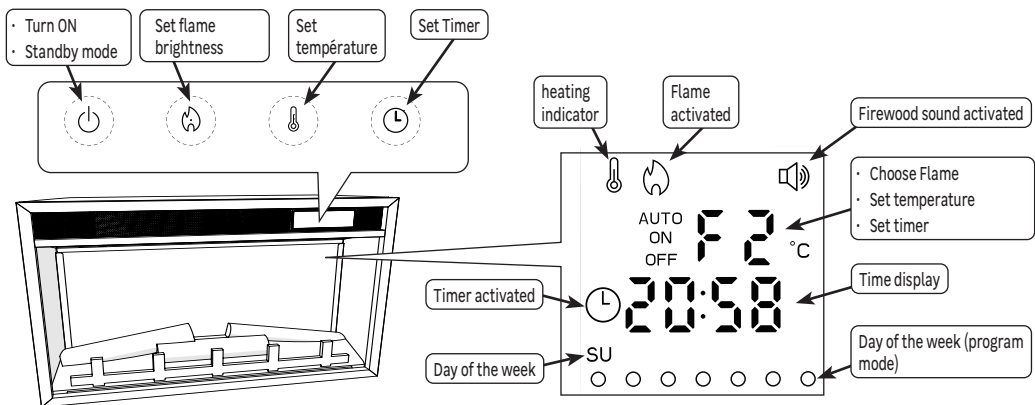 · Turn ON
· Standby mode
Set flame
brightness
Set
température
Set Timer
heating
indicator
Flame
activated
Firewood sound activated
· Choose Flame
· Set temperature
· Set timer
AUTO
ON
OFF
F2
°C
Timer activated
20:58
Time display
Day of the week
SU
Day of the week (program
mode)